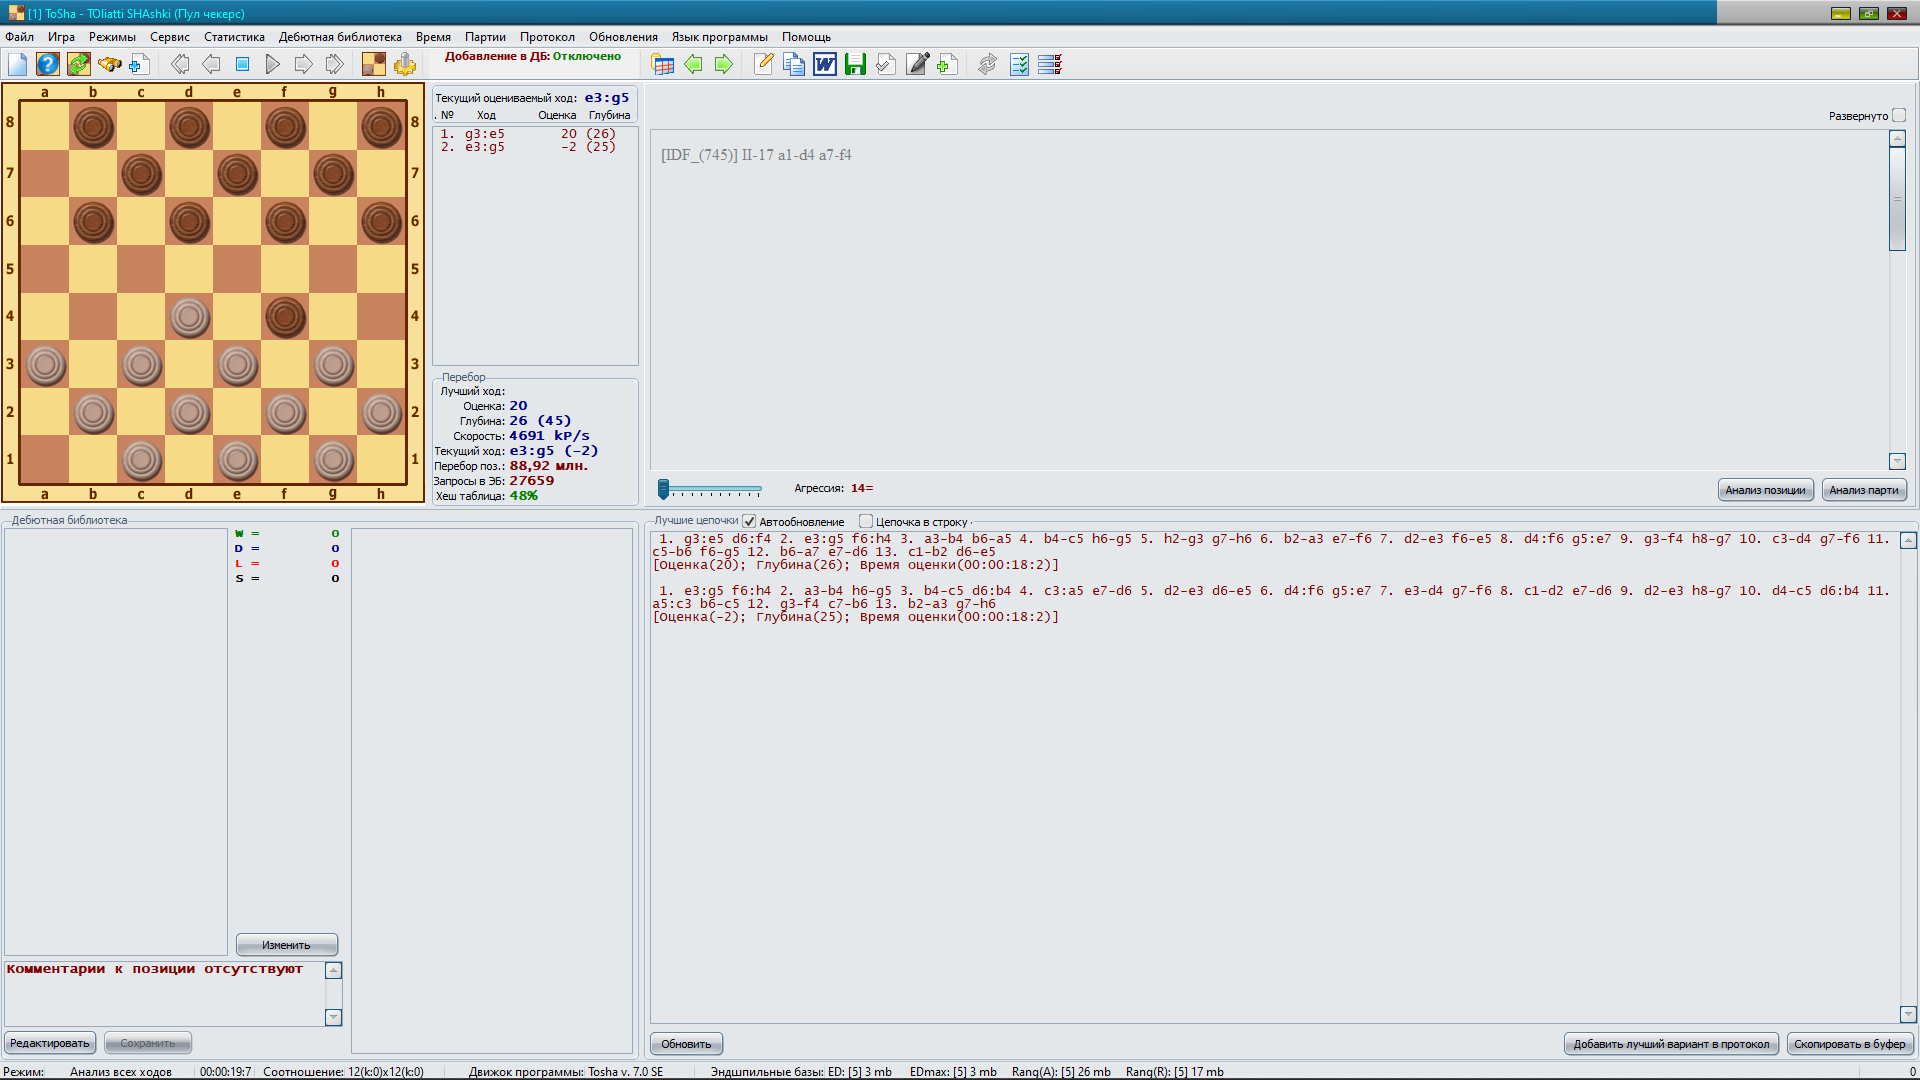 [1] ToSha - TOliatti SHAshki (Пул чекерс)
Файл Игра Режимы Сервис Статистика Дебютная библиотека Время Партии Протокол Обновления Язык программы Помощь
Добавление в ДБ: Отключено
a b c d e f g h
8 8
7 7
6 6
5 5
4 4
3 3
2 2
1 1
a b c d e f g h
Текущий оцениваемый ход: e3:g5
. № Ход Оценка Глубина
1. g3:e5 20 (26)
2. e3:g5 -2 (25)
Перебор
Лучший ход:
Оценка: 20
Глубина: 26 (45)
Скорость: 4691 kP/s
Текущий ход: e3:g5 (-2)
Перебор поз.: 88,92 млн.
Запросы в ЭБ: 27659
Хеш таблица: 48%
Развернуто
[IDF_(745)] II-17 a1-d4 a7-f4
Агрессия: 14=
Анализ позиции Анализ парти
Дебютная библиотека
W = 0
D = 0
L = 0
S = 0
Изменить
Комментарии к позиции отсутствуют
Редактировать Сохранить
Лучшие цепочки Автообновление Цепочка в строку
1. g3:e5 d6:f4 2. e3:g5 f6:h4 3. a3-b4 b6-a5 4. b4-c5 h6-g5 5. h2-g3 g7-h6 6. b2-a3 e7-f6 7. d2-e3 f6-e5 8. d4:f6 g5:e7 9. g3-f4 h8-g7 10. c3-d4 g7-f6 11.
c5-b6 f6-g5 12. b6-a7 e7-d6 13. c1-b2 d6-e5
[Оценка(20); Глубина(26); Время оценки(00:00:18:2)]
1. e3:g5 f6:h4 2. a3-b4 h6-g5 3. b4-c5 d6:b4 4. c3:a5 e7-d6 5. d2-e3 d6-e5 6. d4:f6 g5:e7 7. e3-d4 g7-f6 8. c1-d2 e7-d6 9. d2-e3 h8-g7 10. d4-c5 d6:b4 11.
a5:c3 b6-c5 12. g3-f4 c7-b6 13. b2-a3 g7-h6
[Оценка(-2); Глубина(25); Время оценки(00:00:18:2)]
Обновить Добавить лучший вариант в протокол Скопировать в буфер
Режим: Анализ всех ходов 00:00:19:7 Соотношение: 12(k:0)x12(k:0) Движок программы: Tosha v. 7.0 SE Эндшпильные базы: ED: [5] 3 mb EDmax: [5] 3 mb Rang(A): [5] 26 mb Rang(R): [5] 17 mb 0